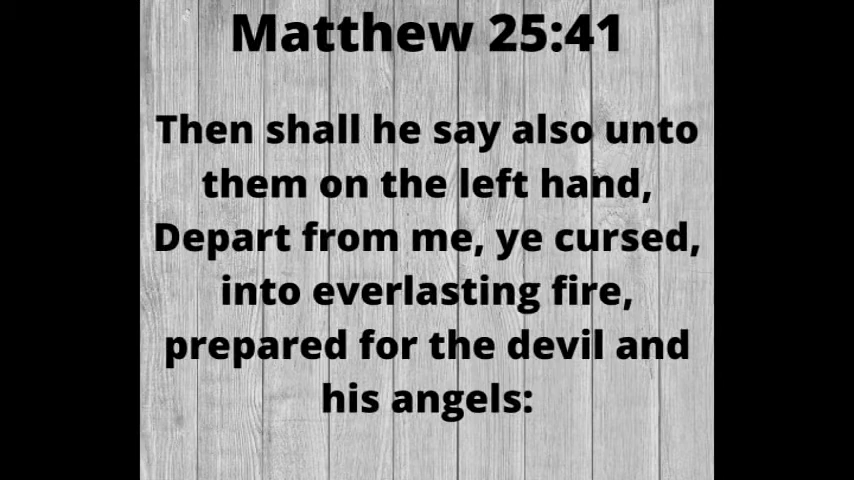 Matthew 25:41
Then shall he say also unto
them on the left hand,
Depart from me, ye cursed,
into everlasting fire,
prepared for the devil and
his angels: